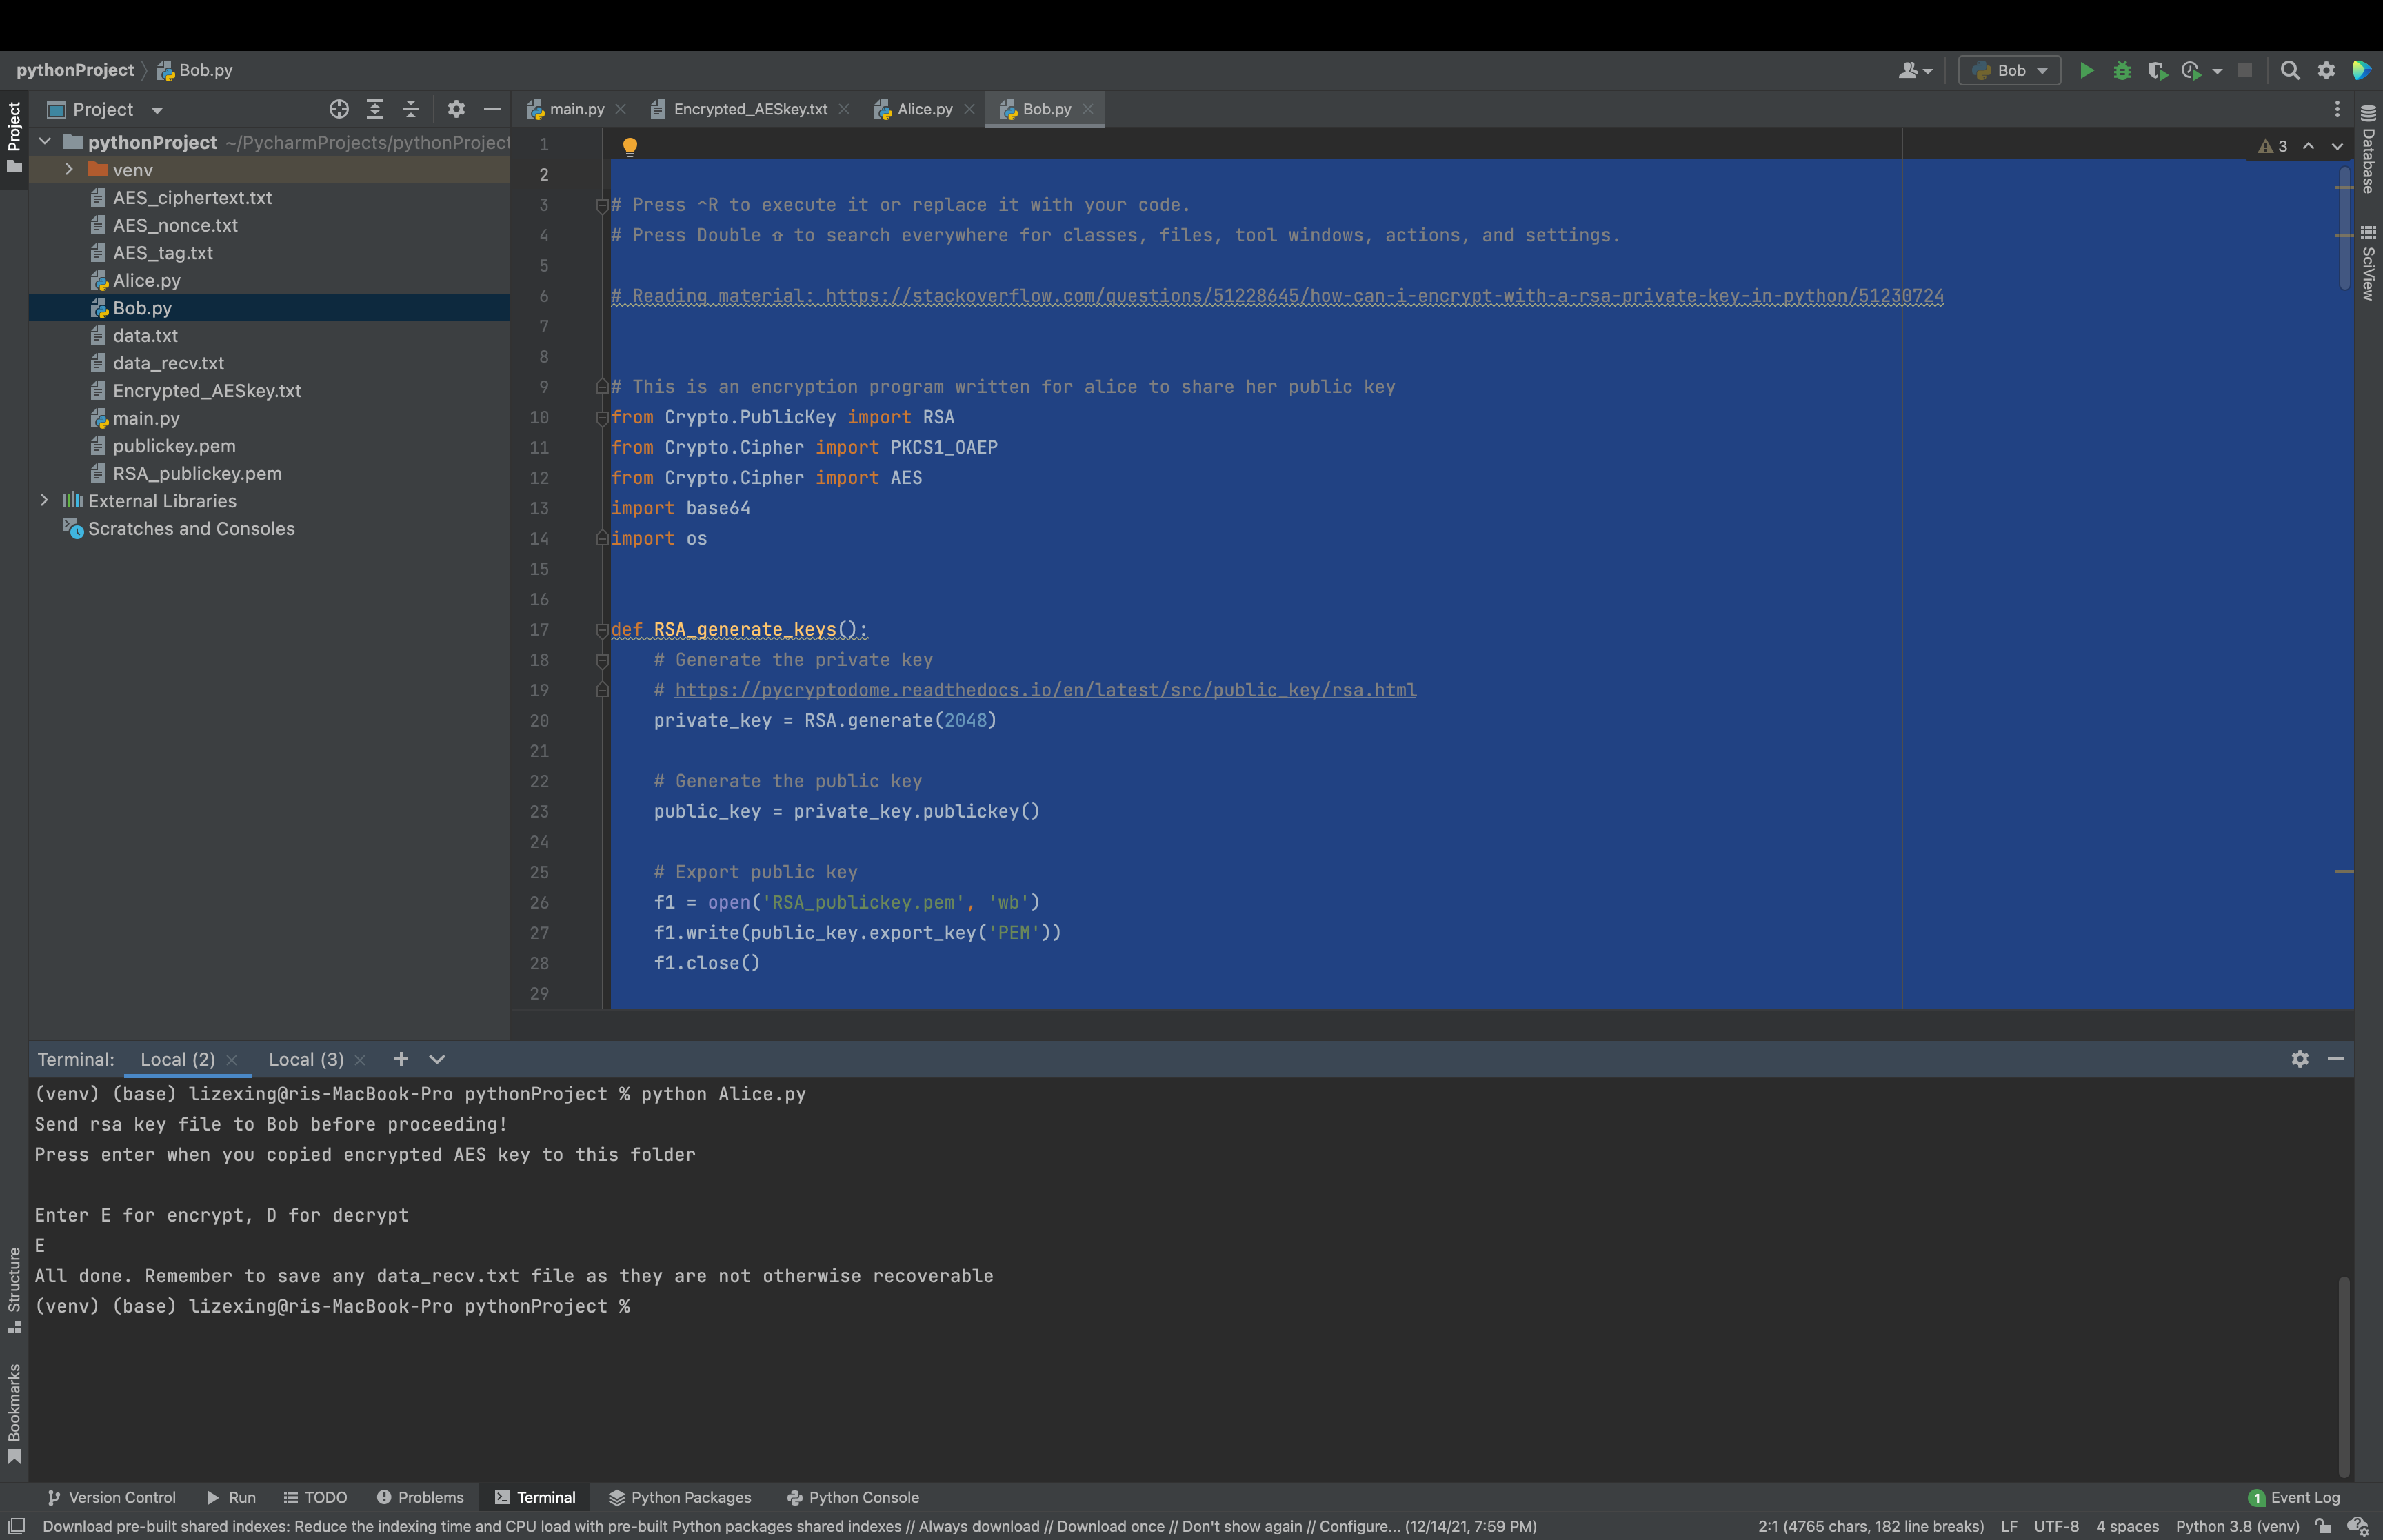 pythonProject Bob.py
Bob
Project
main.py
Encrypted_AESkey.txt
Alice.py
Bob.py
Project
pythonProject ~/PycharmProjects/pythonProject
venv
AES_ciphertext.txt
AES_nonce.txt
AES_tag.txt
Alice.py
Bob.py
data.txt
data_recv.txt
Encrypted_AESkey.txt
main.py
publickey.pem
RSA_publickey.pem
External Libraries
Scratches and Consoles
3
1
2
3 # Press ^R to execute it or replace it with your code.
4 # Press Double ⇧ to search everywhere for classes, files, tool windows, actions, and settings.
5
6 # Reading material: https://stackoverflow.com/questions/51228645/how-can-i-encrypt-with-a-rsa-private-key-in-python/51230724
7
8
9 # This is an encryption program written for alice to share her public key
10 from Crypto.PublicKey import RSA
11 from Crypto.Cipher import PKCS1_OAEP
12 from Crypto.Cipher import AES
13 import base64
14 import os
15
16
17 def RSA_generate_keys():
18 # Generate the private key
19 # https://pycryptodome.readthedocs.io/en/latest/src/public_key/rsa.html
20 private_key = RSA.generate(2048)
21
22 # Generate the public key
23 public_key = private_key.publickey()
24
25 # Export public key
26 f1 = open('RSA_publickey.pem', 'wb')
27 f1.write(public_key.export_key('PEM'))
28 f1.close()
29
Database
SciView
Terminal: Local (2) Local (3)
(venv) (base) lizexing@ris-MacBook-Pro pythonProject % python Alice.py
Send rsa key file to Bob before proceeding!
Press enter when you copied encrypted AES key to this folder
Enter E for encrypt, D for decrypt
E
All done. Remember to save any data_recv.txt file as they are not otherwise recoverable
(venv) (base) lizexing@ris-MacBook-Pro pythonProject %
Structure
Bookmarks
Version Control Run TODO Problems Terminal Python Packages Python Console 1 Event Log
Download pre-built shared indexes: Reduce the indexing time and CPU load with pre-built Python packages shared indexes // Always download // Download once // Don't show again // Configure... (12/14/21, 7:59 PM) 2:1 (4765 chars, 182 line breaks) LF UTF-8 4 spaces Python 3.8 (venv)